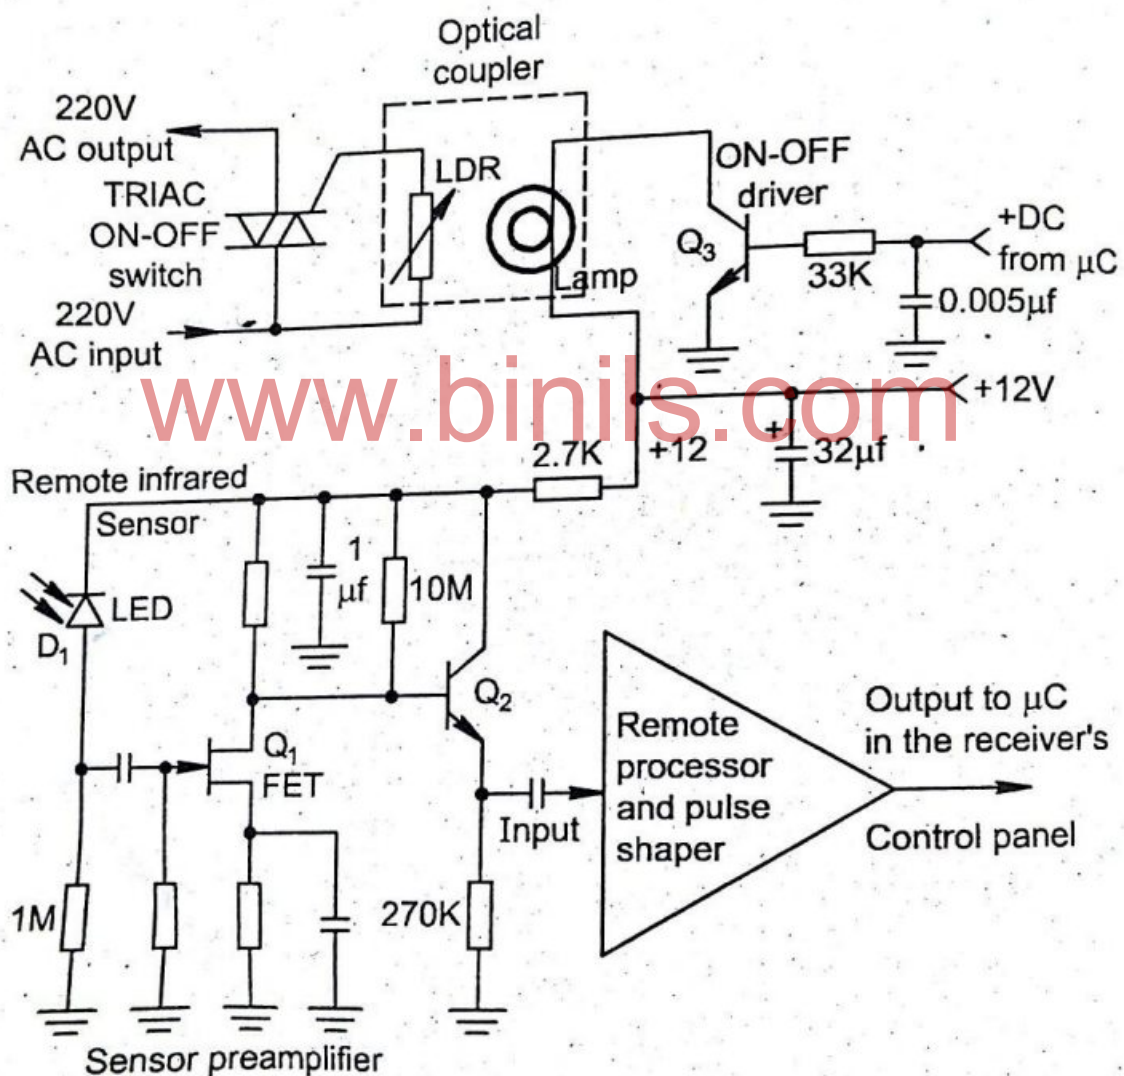 Optical
coupler
220V
AC output
TRIAC
ON-OFF
switch
220V
AC input
LDR
Lamp
ON-OFF
driver
Q3
33K
+DC
from μC
0.005μf
www.binils.com
+12V
+12
+
32μf
2.7K
Remote infrared
Sensor
LED
D1
1
μf
10M
Q2
Q1
FET
Input
Remote
processor
and pulse
shaper
Output to μC
in the receiver's
Control panel
1M
270K
Sensor preamplifier